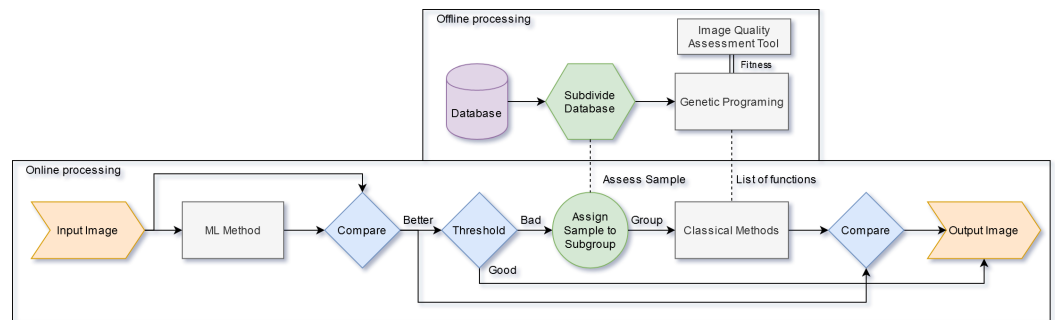 Offline processing
Image Quality
Assessment Tool
Fitness
Database
Subdivide
Database
Genetic Programing
Online processing
Assess Sample
List of functions
Input Image
ML Method
Compare
Better
Threshold
Bad
Good
Assign
Sample to
Subgroup
Group
Classical Methods
Compare
Output Image